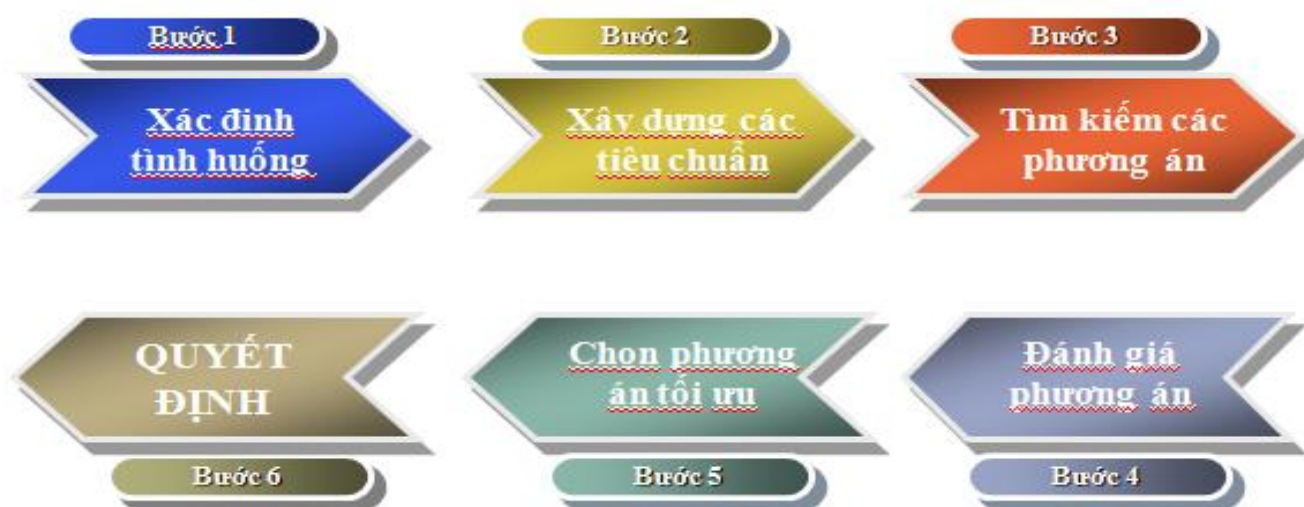 Bước 1
Xác định
tình huống
Bước 2
Xây dựng các
tiêu chuẩn
Bước 3
Tìm kiếm các
phương án
Bước 4
Đánh giá
phương án
Bước 5
Chọn phương
án tối ưu
Bước 6
QUYẾT
ĐỊNH